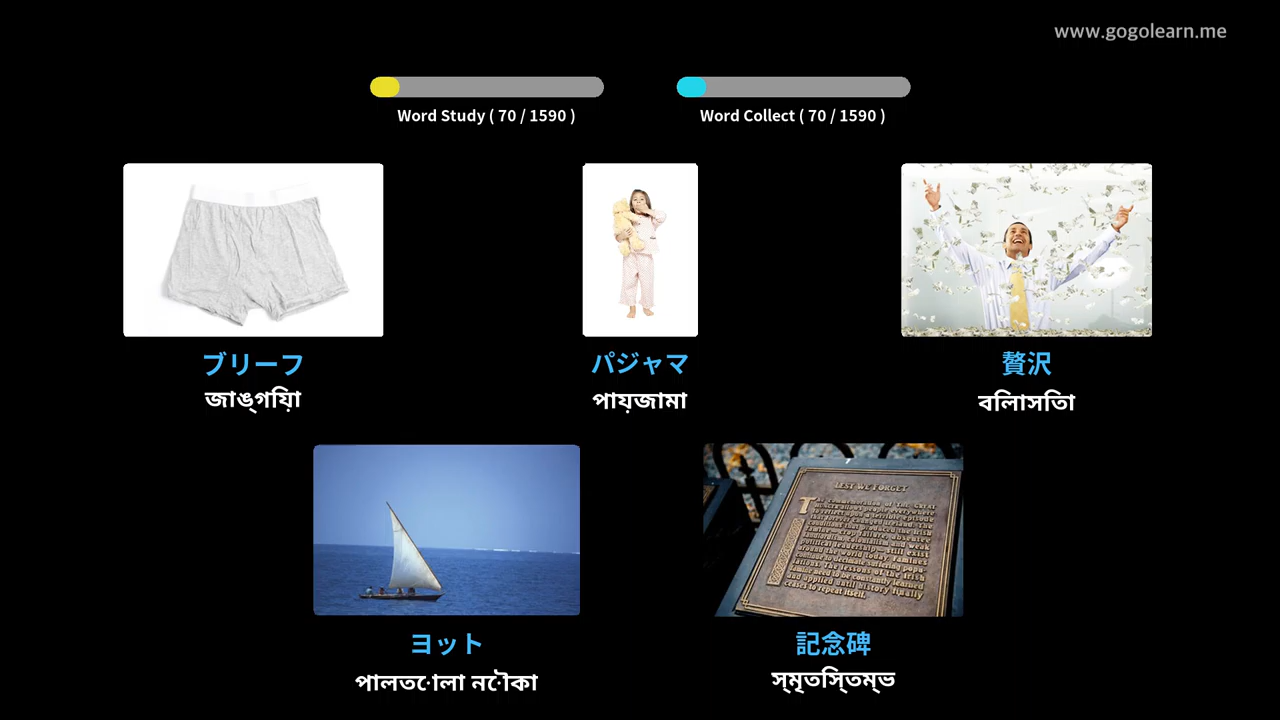 www.gogolearn.me
Word Study ( 70 / 1590 )
Word Collect ( 70 / 1590 )
ブリーフ
জাঙ্গিয়া
パジャマ
পায়জামা
贅沢
বিলাসিতা
ヨット
পালতোলা নৌকা
LEST WE FORGET
記念碑
স্মৃতিস্তম্ভ